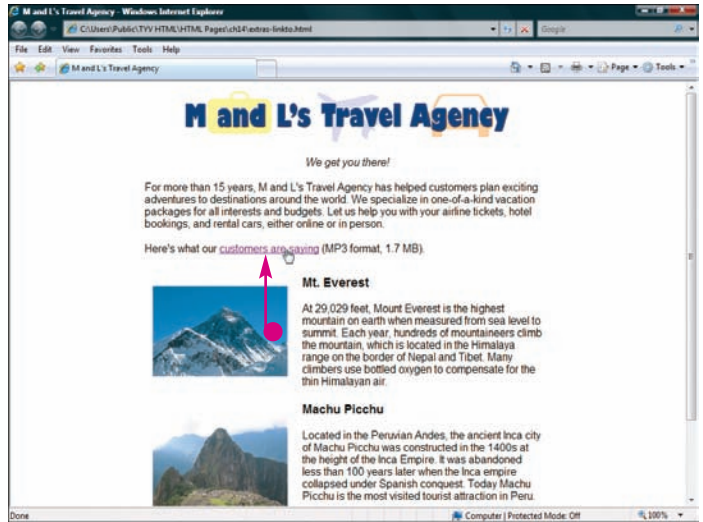 M and L's Travel Agency - Windows Internet Explorer
C:\Users\Public\TYV HTML\HTML Pages\ch14\extras-linkto.html
Google
File Edit View Favorites Tools Help
M and L's Travel Agency
Page Tools
M and L's Travel Agency
We get you there!
For more than 15 years, M and L's Travel Agency has helped customers plan exciting
adventures to destinations around the world. We specialize in one-of-a-kind vacation
packages for all interests and budgets. Let us help you with your airline tickets, hotel
bookings, and rental cars, either online or in person.
Here's what our customers are saying (MP3 format, 1.7 MB).
Mt. Everest
At 29,029 feet, Mount Everest is the highest
mountain on earth when measured from sea level to
summit. Each year, hundreds of mountaineers climb
the mountain, which is located in the Himalaya
range on the border of Nepal and Tibet. Many
climbers use bottled oxygen to compensate for the
thin Himalayan air.
Machu Picchu
Located in the Peruvian Andes, the ancient Inca city
of Machu Picchu was constructed in the 1400s at
the height of the Inca Empire. It was abandoned
less than 100 years later when the Inca empire
collapsed under Spanish conquest. Today Machu
Picchu is the most visited tourist attraction in Peru.
Done
Computer | Protected Mode: Off
100%